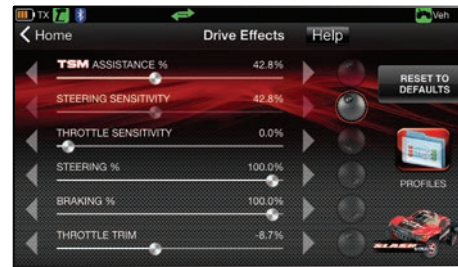 TX
Veh
Home
Drive Effects
Help
TSM ASSISTANCE % 42.8%
STEERING SENSITIVITY 42.8%
THROTTLE SENSITIVITY 0.0%
STEERING % 100.0%
BRAKING % 100.0%
THROTTLE TRIM -8.7%
RESET TO
DEFAULTS
PROFILES
SLASH